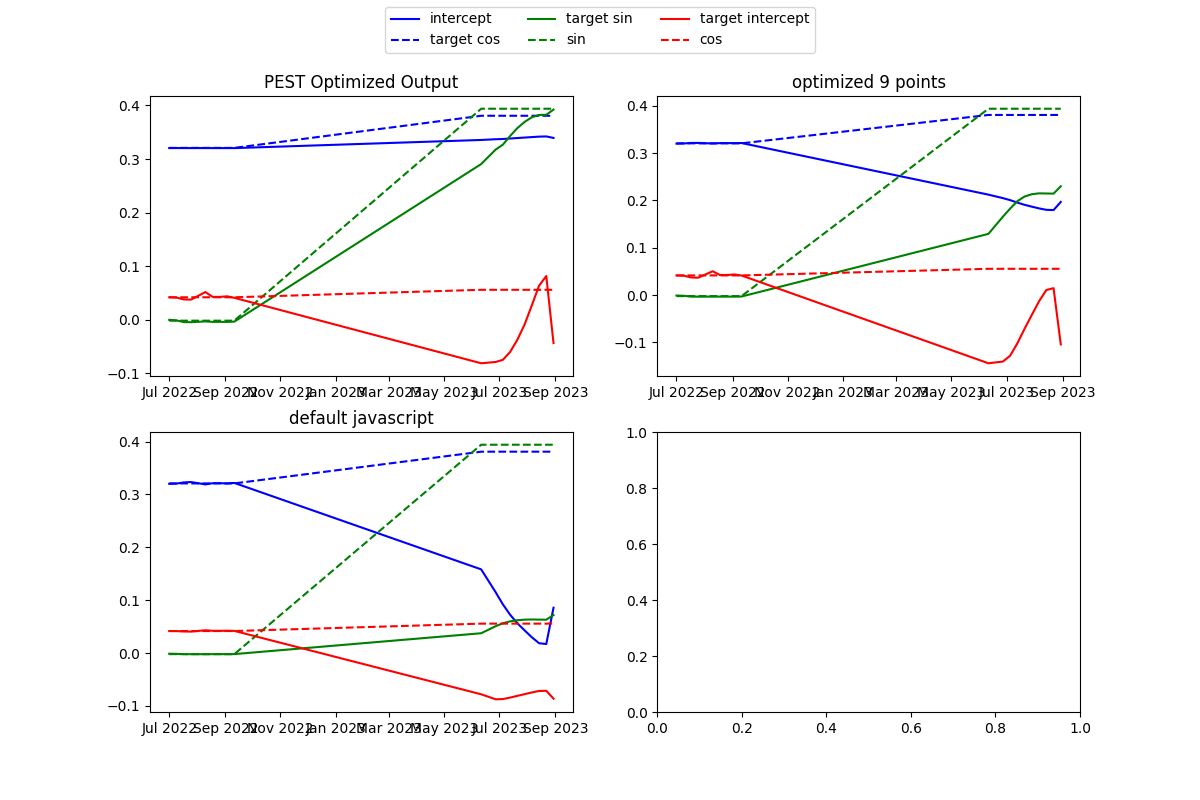 intercept target sin target intercept
target cos sin cos
PEST Optimized Output
0.4
0.3
0.2
0.1
0.0
−0.1
Jul 2022 Sep 2022 Nov 2022 Jan 2023 Mar 2023 May 2023 Jul 2023 Sep 2023
optimized 9 points
0.4
0.3
0.2
0.1
0.0
−0.1
Jul 2022 Sep 2022 Nov 2022 Jan 2023 Mar 2023 May 2023 Jul 2023 Sep 2023
default javascript
0.4
0.3
0.2
0.1
0.0
−0.1
Jul 2022 Sep 2022 Nov 2022 Jan 2023 Mar 2023 May 2023 Jul 2023 Sep 2023
1.0
0.8
0.6
0.4
0.2
0.0
0.0 0.2 0.4 0.6 0.8 1.0